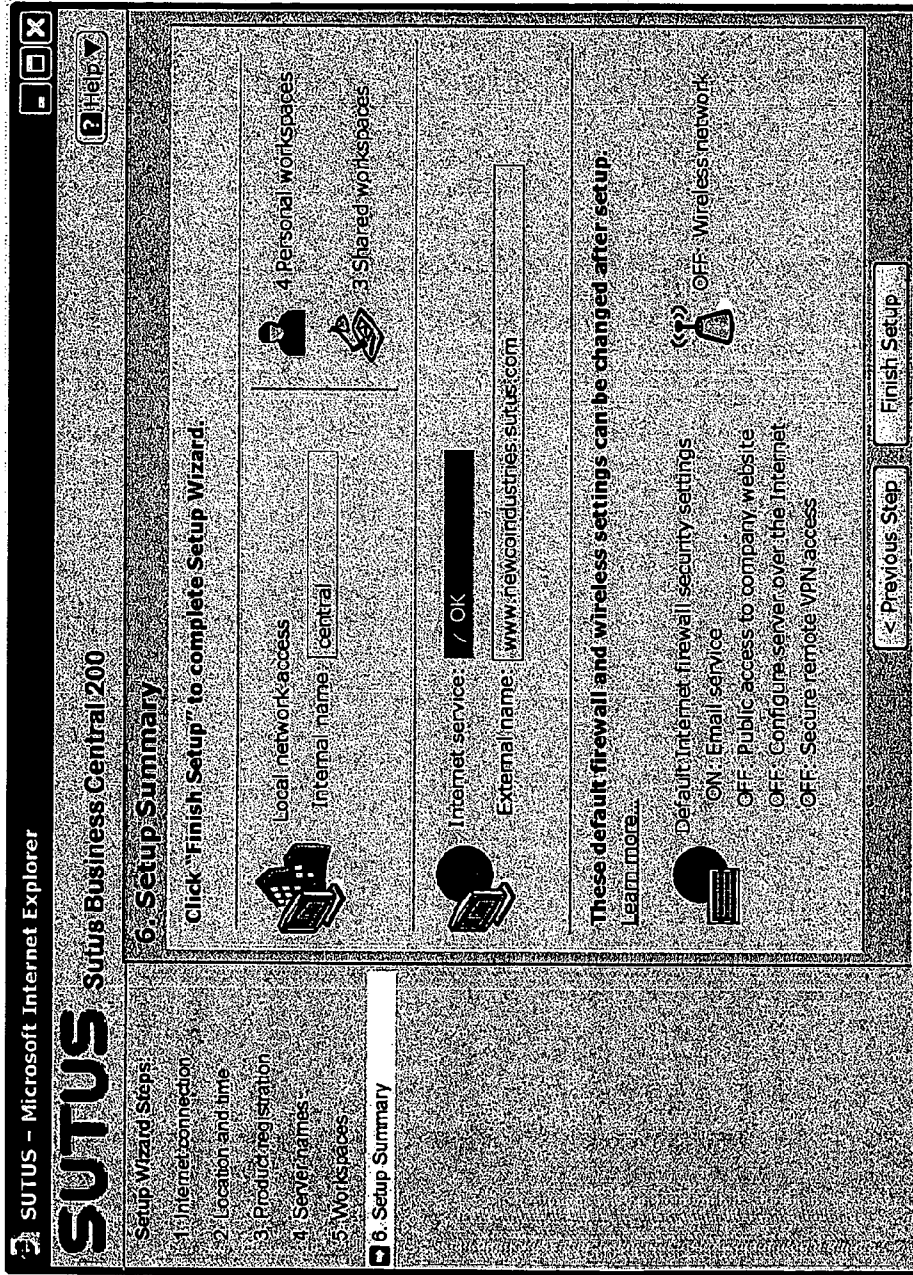 SUTUS – Microsoft Internet Explorer
SUTUS Sutus Business Central 200
? Help
Setup Wizard Steps:
1. Internet connection
2. Location and time
3. Product registration
4. Server names
5. Workspaces
6. Setup Summary
6. Setup Summary
Click "Finish Setup" to complete Setup Wizard.
Local network access
Internal name: central
4 Personal workspaces
3 Shared workspaces
Internet service: ✓ OK
External name: www.newcoindustries.sutus.com
These default firewall and wireless settings can be changed after setup.
Learn more...
Default Internet firewall security settings
ON: Email service
OFF: Public access to company website
OFF: Configure server over the Internet
OFF: Secure remote VPN access
OFF: Wireless network
< Previous Step
Finish Setup